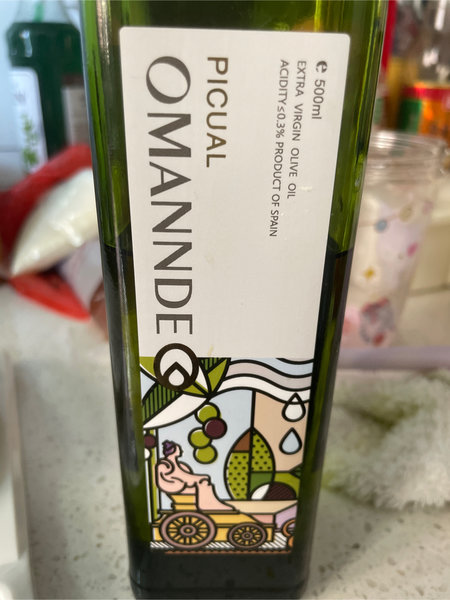 ℮ 500ml
EXTRA VIRGIN OLIVE OIL
ACIDITY≤0.3% PRODUCT OF SPAIN
PICUAL
OMANNDE